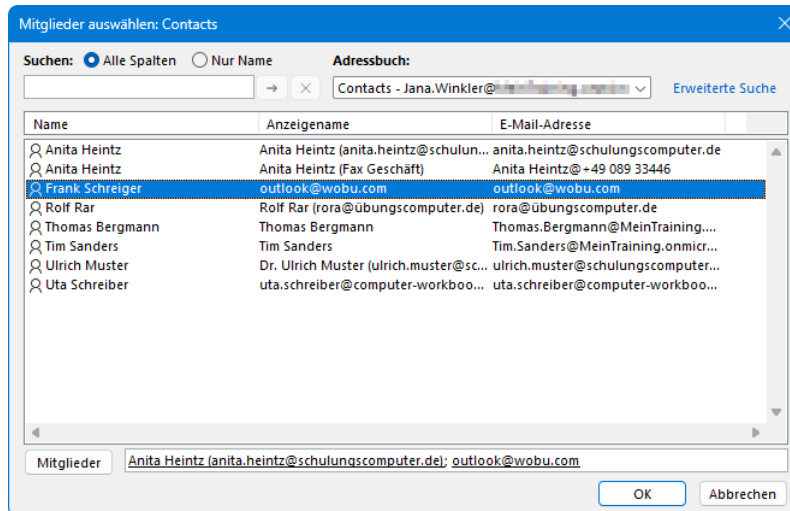 Mitglieder auswählen: Contacts
Suchen: Alle Spalten Nur Name Adressbuch:
Contacts - Jana.Winkler@ Erweiterte Suche
Name Anzeigename E-Mail-Adresse
Anita Heintz Anita Heintz (anita.heintz@schulun... anita.heintz@schulungscomputer.de
Anita Heintz Anita Heintz (Fax Geschäft) Anita Heintz@+49 089 33446
Frank Schreiger outlook@wobu.com outlook@wobu.com
Rolf Rar Rolf Rar (rora@übungscomputer.de) rora@übungscomputer.de
Thomas Bergmann Thomas Bergmann Thomas.Bergmann@MeinTraining....
Tim Sanders Tim Sanders Tim.Sanders@MeinTraining.onmicr...
Ulrich Muster Dr. Ulrich Muster (ulrich.muster@sc... ulrich.muster@schulungscomputer...
Uta Schreiber uta.schreiber@computer-workboo... uta.schreiber@computer-workboo...
Mitglieder Anita Heintz (anita.heintz@schulungscomputer.de); outlook@wobu.com
OK Abbrechen